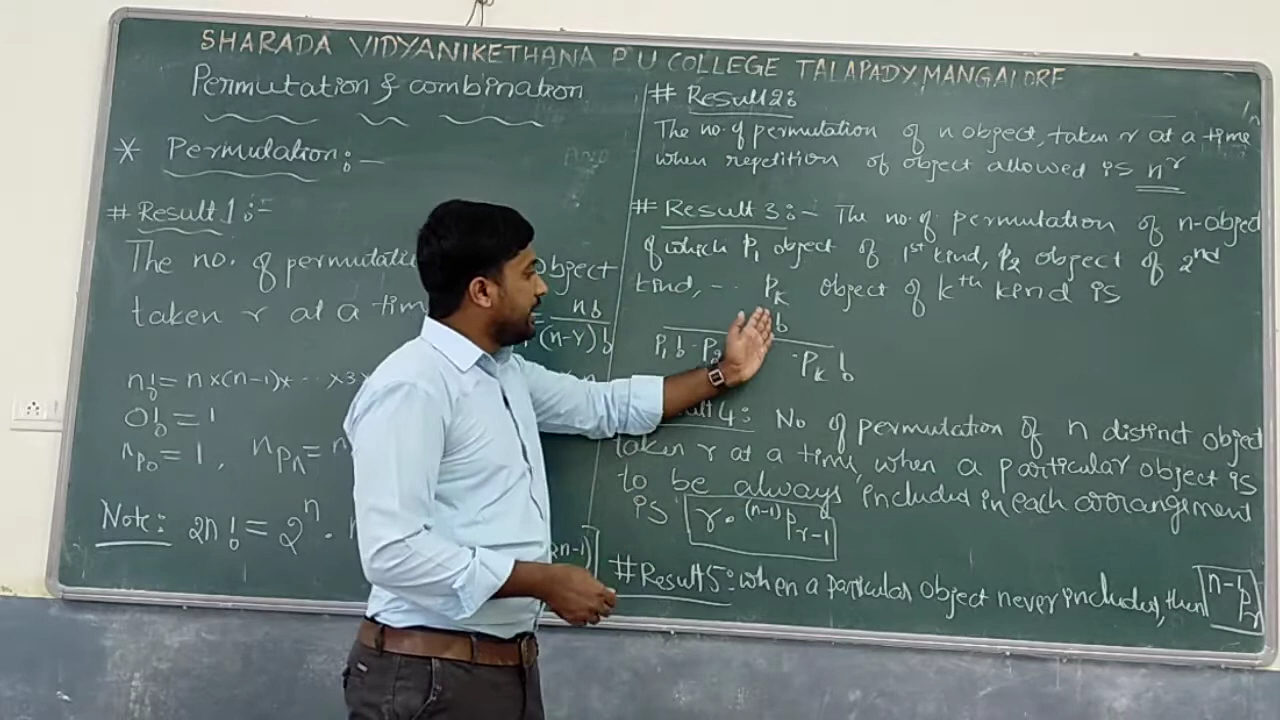 SHARADA VIDYANIKETHANA P U COLLEGE TALAPADY, MANGALORE
Permutation & combination
* Permutation:-
# Result 1:-
The no. of permutati object
taken r at a tim = n!/(n-r)!
n! = n×(n-1)* ... ×3×
0! = 1
nP0 = 1, nPn = n
Note: 2n! = 2^n .
2n-1)]
# Result 2:
The no. of permutation of n object, taken r at a time
when repetition of object allowed is n^r
# Result 3:- The no. of permutation of n-object
of which P1 object of 1st kind, P2 object of 2nd
kind, - .. Pk object of kth kind is
!
P1! . P2 . Pk!
ult 4: No of permutation of n distinct object
taken r at a time, when a particular object is
to be always included in each arrangement
is r.(n-1)P r-1
# Result 5: when a particular object never includes, then n-1Pr